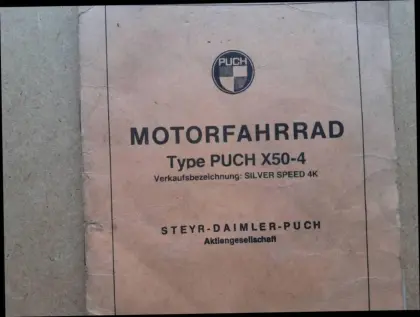 PUCH
MOTORFAHRRAD
Type PUCH X50-4
Verkaufsbezeichnung: SILVER SPEED 4K
STEYR-DAIMLER-PUCH
Aktiengesellschaft